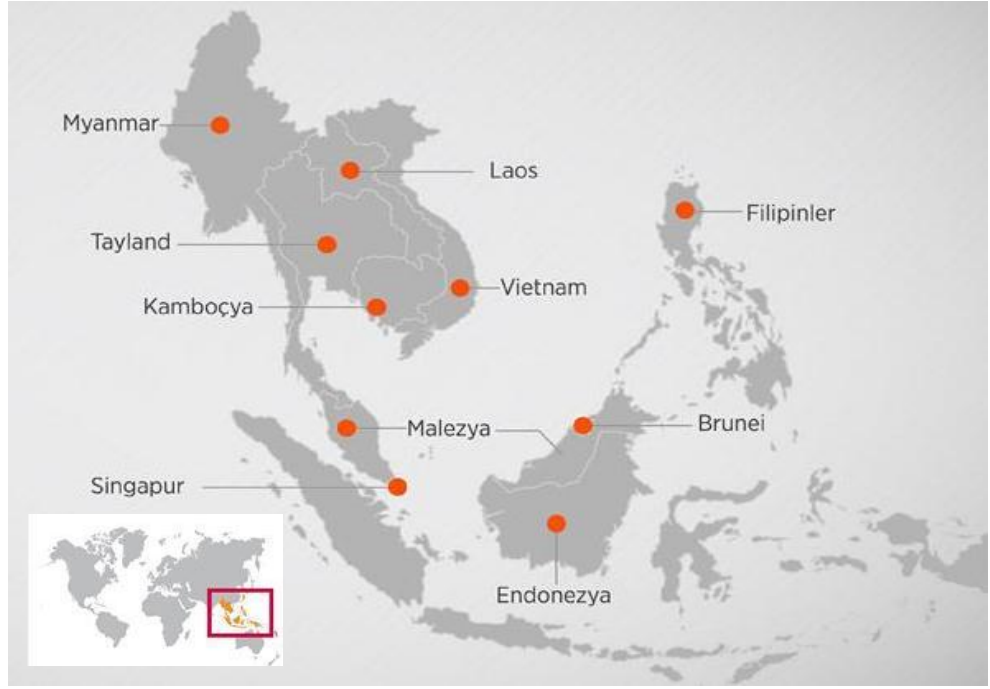 Myanmar
Laos
Filipinler
Tayland
Vietnam
Kamboçya
Malezya
Brunei
Singapur
Endonezya